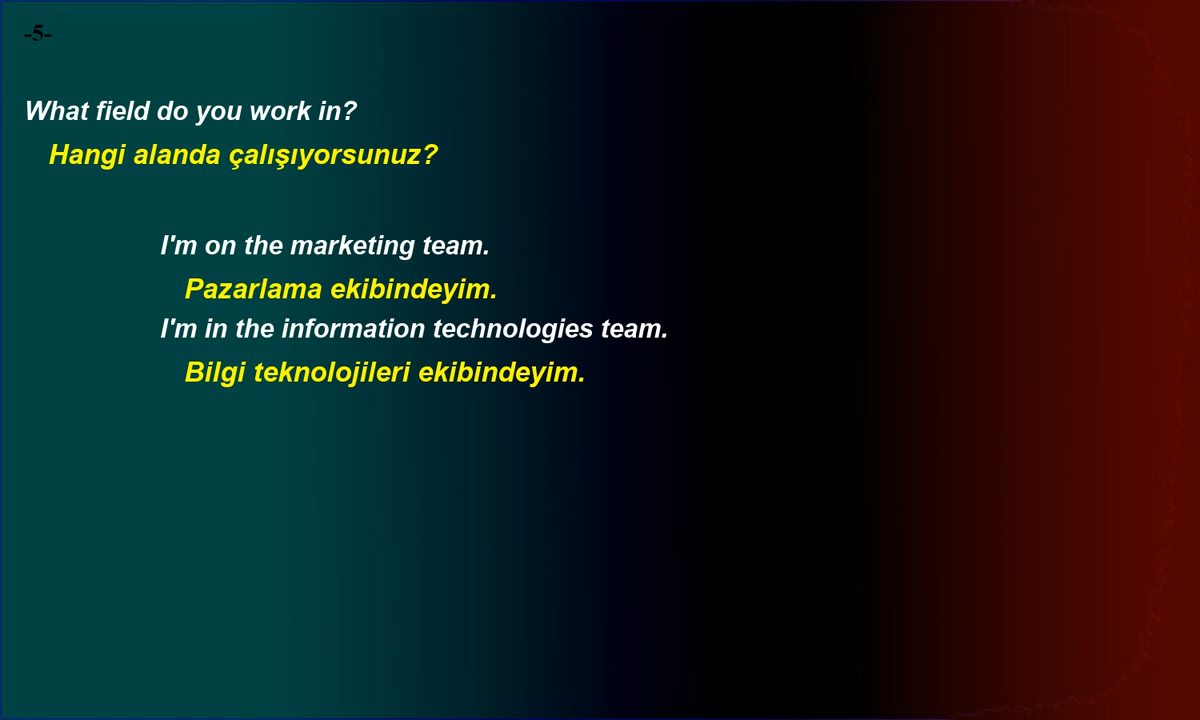 -5-
What field do you work in?
Hangi alanda çalışıyorsunuz?
I'm on the marketing team.
Pazarlama ekibindeyim.
I'm in the information technologies team.
Bilgi teknolojileri ekibindeyim.